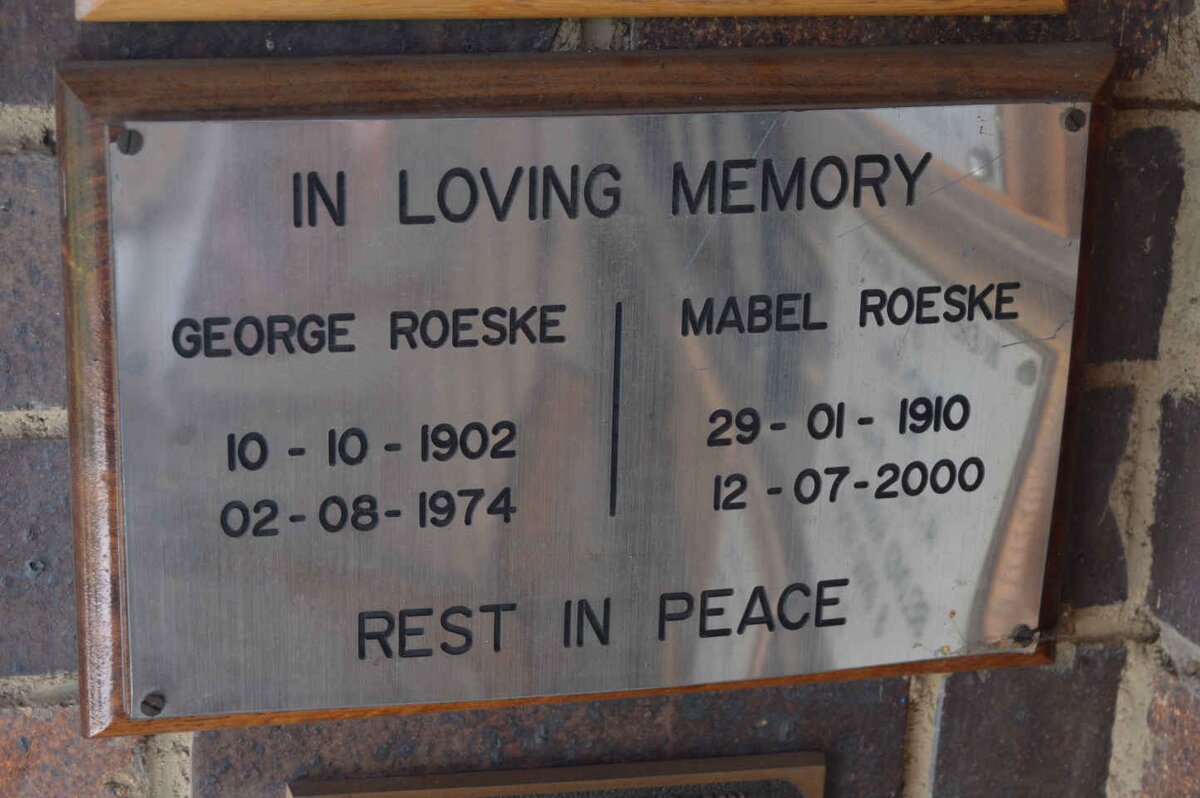 IN LOVING MEMORY
GEORGE ROESKE
10-10-1902
02-08-1974
MABEL ROESKE
29-01-1910
12-07-2000
REST IN PEACE